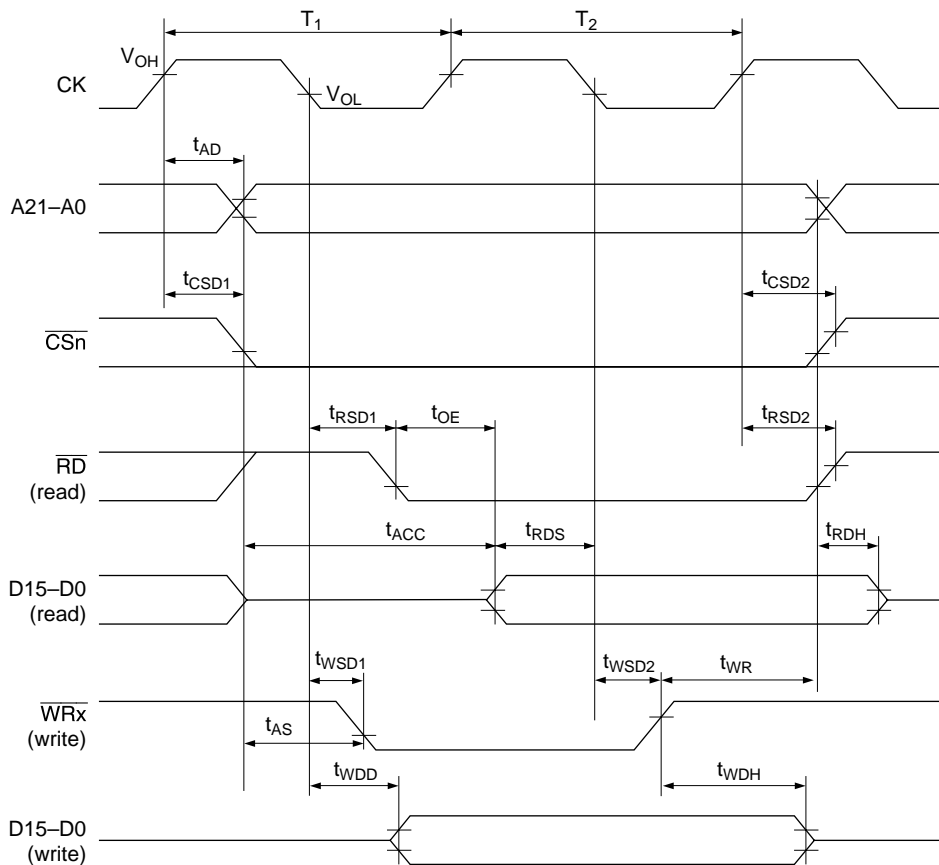 T1 T2
VOH
CK
VOL
tAD
A21–A0
tCSD1 tCSD2
CSn
tRSD1 tOE tRSD2
RD
(read)
tACC tRDS tRDH
D15–D0
(read)
tWSD1 tWSD2 tWR
WRx
(write)
tAS
tWDD tWDH
D15–D0
(write)